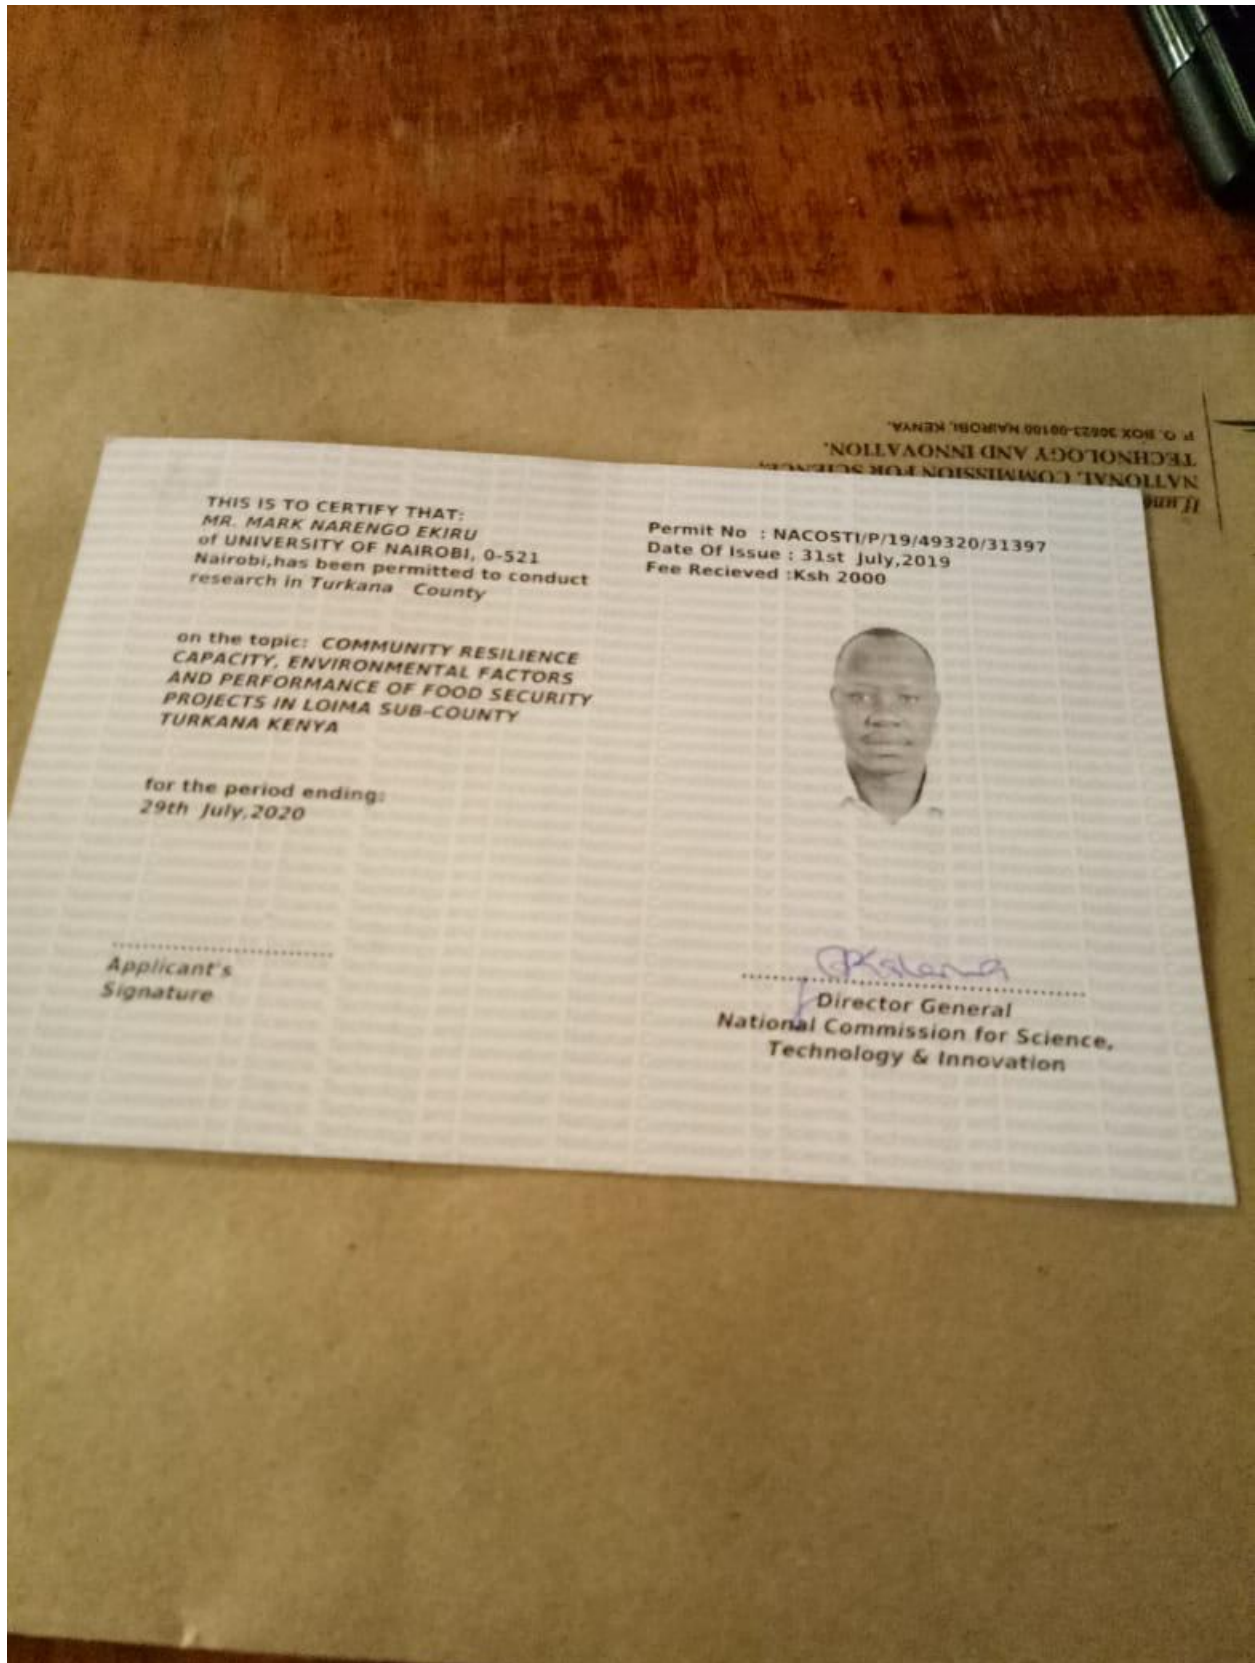 P. O. BOX 30623-00100 NAIROBI, KENYA.
TECHNOLOGY AND INNOVATION.
NATIONAL COMMISSION FOR SCIENCE,
If
THIS IS TO CERTIFY THAT:
MR. MARK NARENGO EKIRU
of UNIVERSITY OF NAIROBI, 0-521
Nairobi,has been permitted to conduct
research in Turkana County
on the topic: COMMUNITY RESILIENCE
CAPACITY, ENVIRONMENTAL FACTORS
AND PERFORMANCE OF FOOD SECURITY
PROJECTS IN LOIMA SUB-COUNTY
TURKANA KENYA
for the period ending:
29th July,2020
Applicant's
Signature
Permit No : NACOSTI/P/19/49320/31397
Date Of Issue : 31st July,2019
Fee Recieved :Ksh 2000
Director General
National Commission for Science,
Technology & Innovation